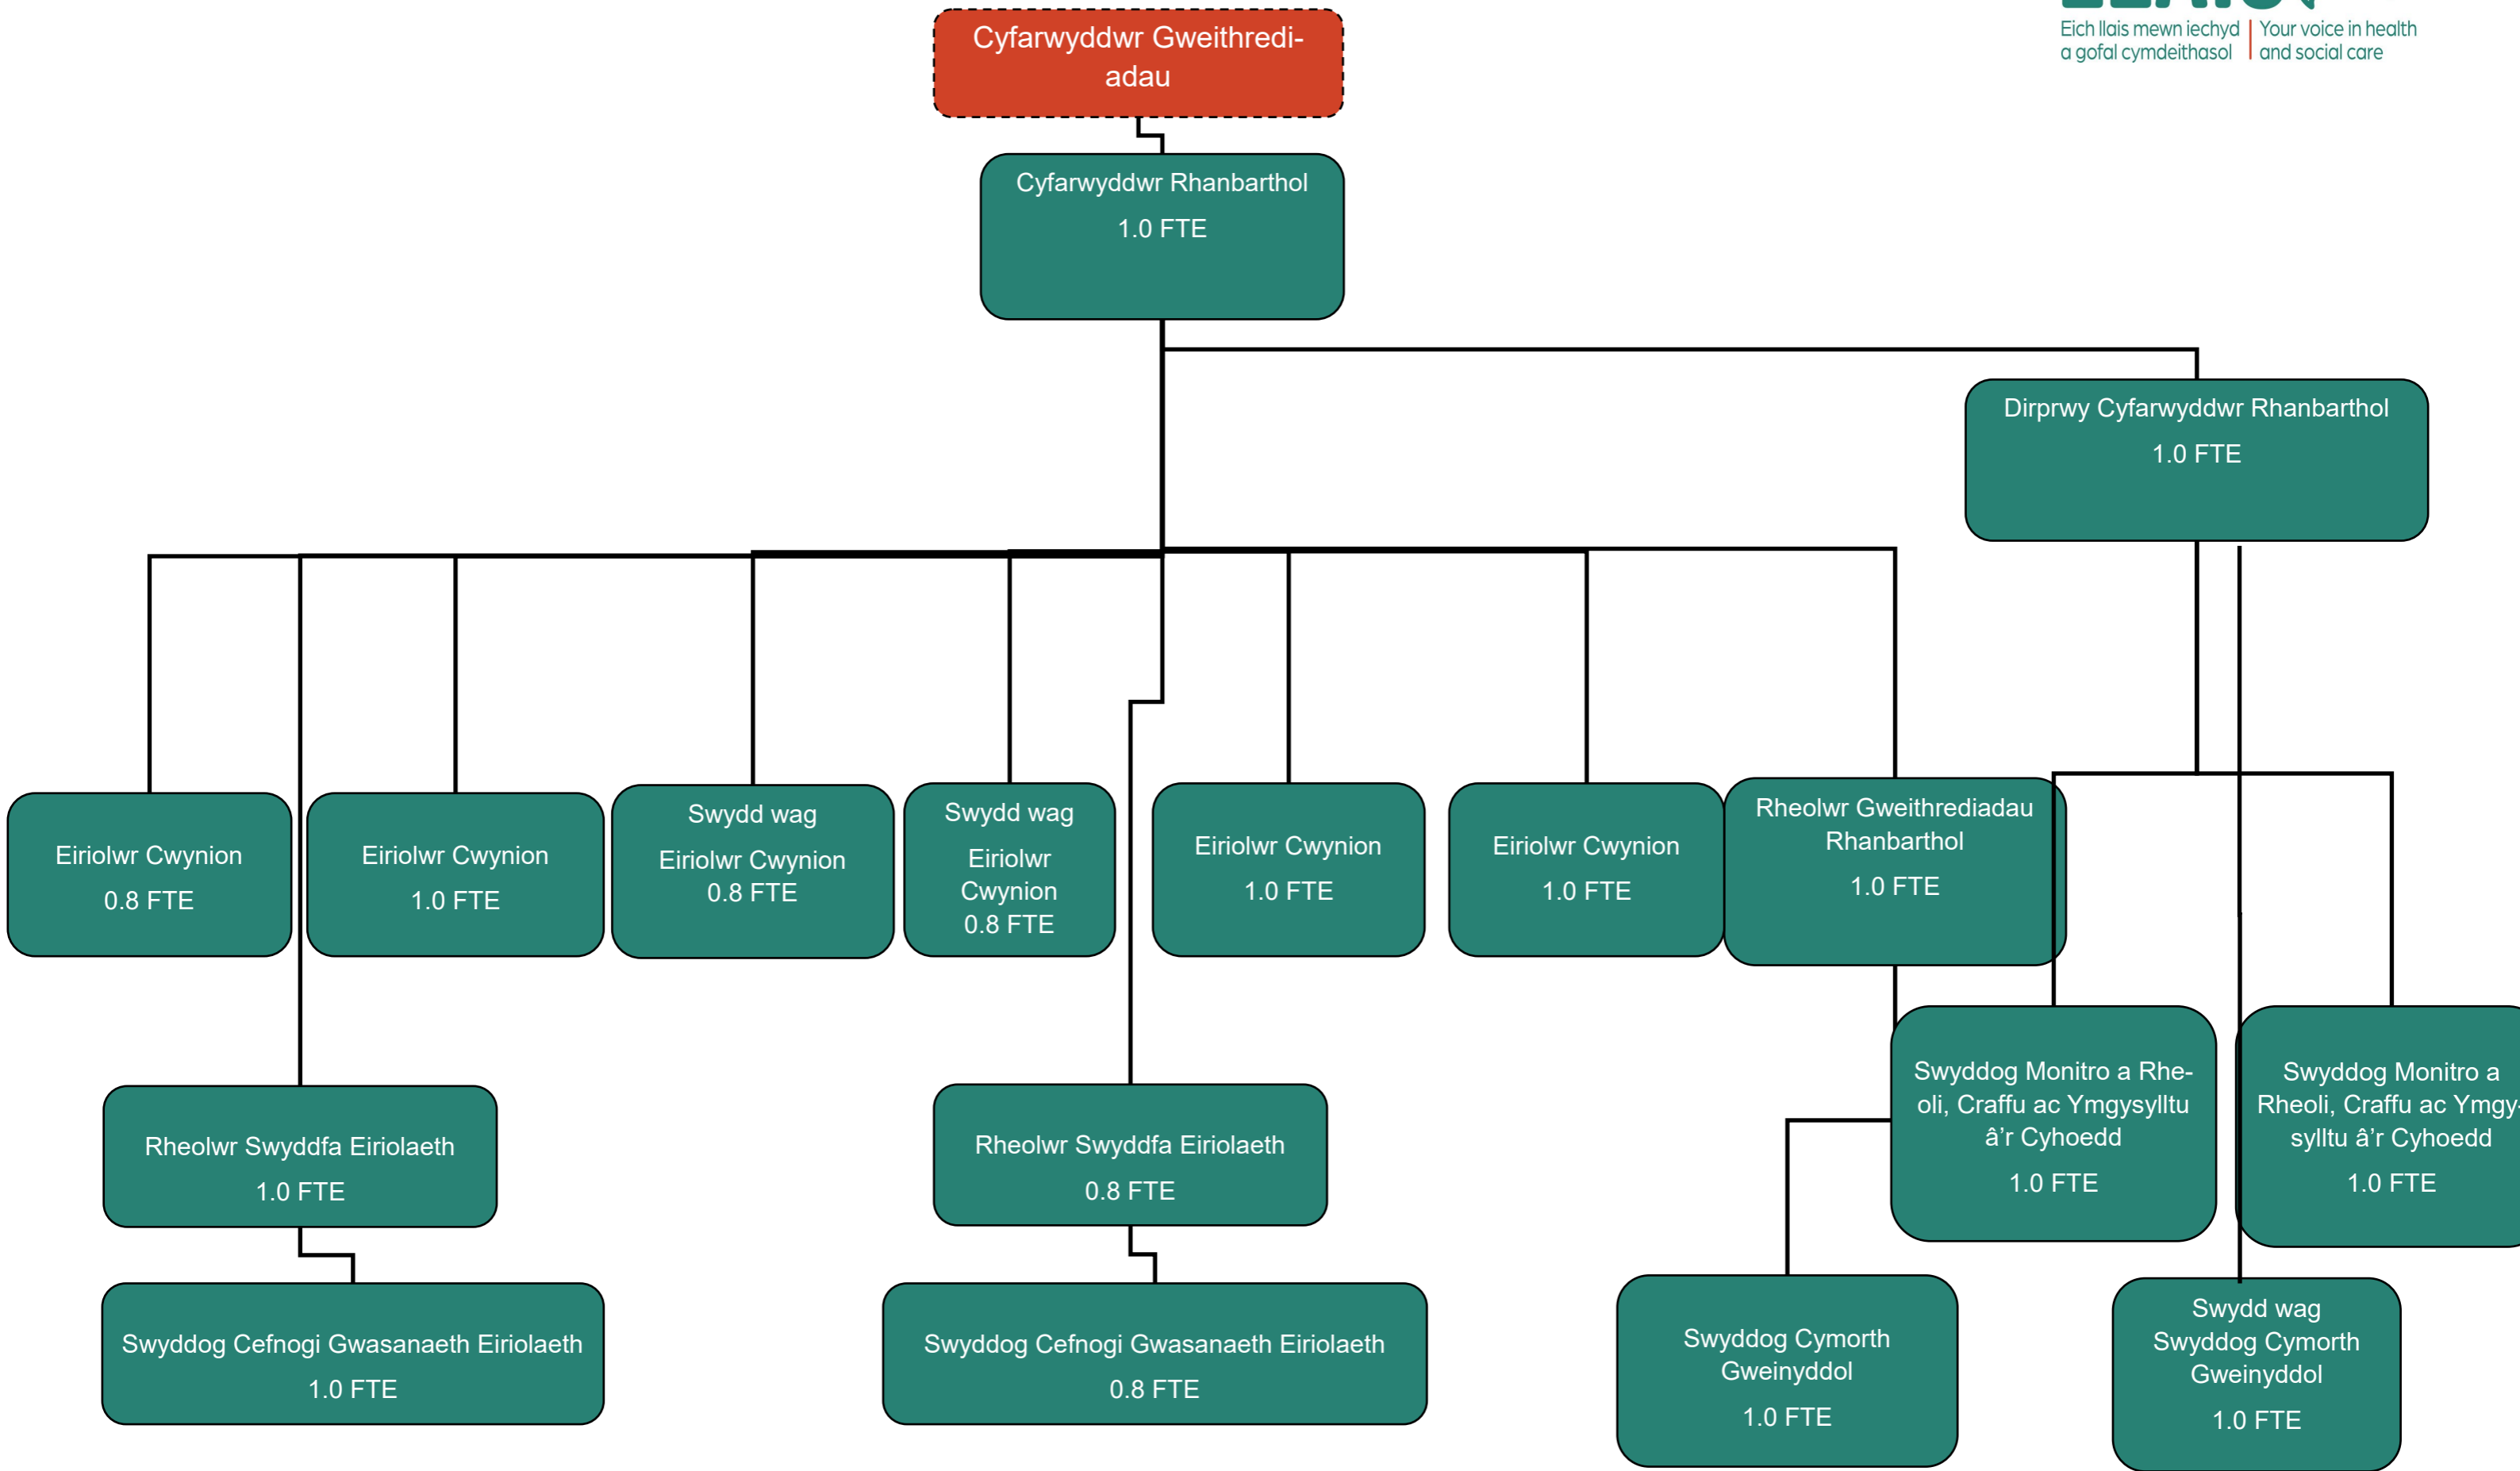 Eich llais mewn iechyd
a gofal cymdeithasol
Your voice in health
and social care
Cyfarwyddwr Gweithredi-
adau
Cyfarwyddwr Rhanbarthol
1.0 FTE
Dirprwy Cyfarwyddwr Rhanbarthol
1.0 FTE
Eiriolwr Cwynion
0.8 FTE
Eiriolwr Cwynion
1.0 FTE
Swydd wag
Eiriolwr Cwynion
0.8 FTE
Swydd wag
Eiriolwr
Cwynion
0.8 FTE
Eiriolwr Cwynion
1.0 FTE
Eiriolwr Cwynion
1.0 FTE
Rheolwr Gweithrediadau
Rhanbarthol
1.0 FTE
Swyddog Monitro a Rhe-
oli, Craffu ac Ymgysylltu
â’r Cyhoedd
1.0 FTE
Swyddog Monitro a
Rheoli, Craffu ac Ymgy-
sylltu â’r Cyhoedd
1.0 FTE
Rheolwr Swyddfa Eiriolaeth
1.0 FTE
Rheolwr Swyddfa Eiriolaeth
0.8 FTE
Swyddog Cefnogi Gwasanaeth Eiriolaeth
1.0 FTE
Swyddog Cefnogi Gwasanaeth Eiriolaeth
0.8 FTE
Swyddog Cymorth
Gweinyddol
1.0 FTE
Swydd wag
Swyddog Cymorth
Gweinyddol
1.0 FTE